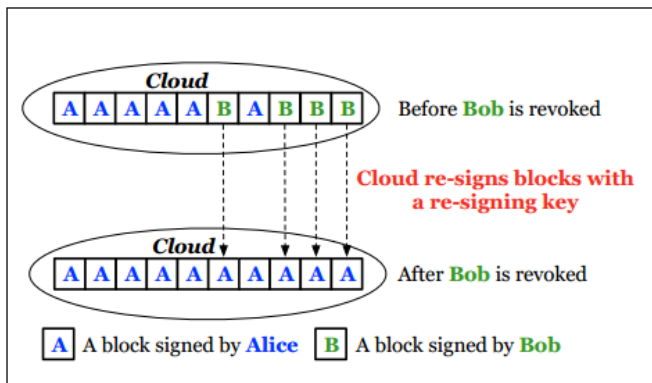 Cloud
A A A A A B A B B B
Before Bob is revoked
Cloud re-signs blocks with
a re-signing key
Cloud
A A A A A A A A A A
After Bob is revoked
A A block signed by Alice B A block signed by Bob